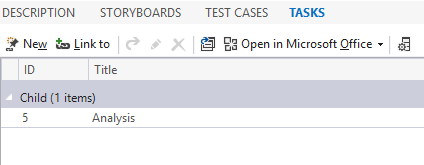 DESCRIPTION STORYBOARDS TEST CASES TASKS
New Link to Open in Microsoft Office
ID Title
Child (1 items)
5 Analysis